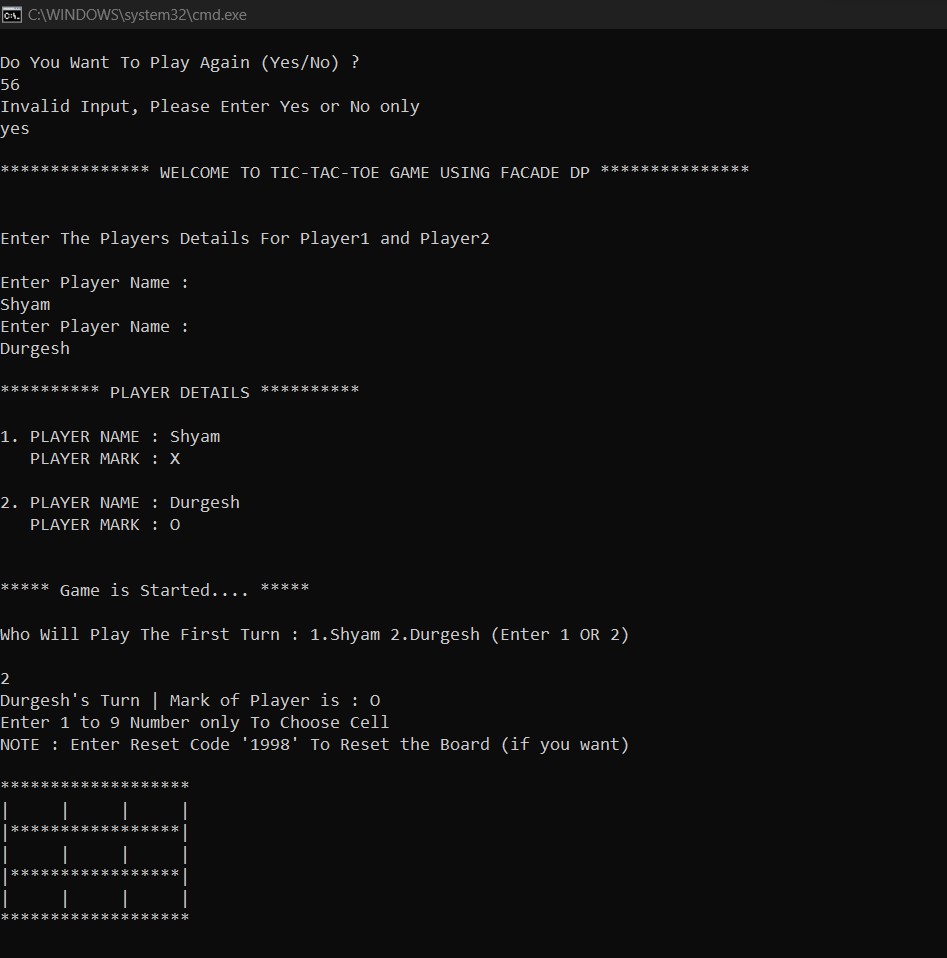 C:\WINDOWS\system32\cmd.exe
Do You Want To Play Again (Yes/No) ?
56
Invalid Input, Please Enter Yes or No only
yes
*************** WELCOME TO TIC-TAC-TOE GAME USING FACADE DP ***************
Enter The Players Details For Player1 and Player2
Enter Player Name :
Shyam
Enter Player Name :
Durgesh
********** PLAYER DETAILS **********
1. PLAYER NAME : Shyam
   PLAYER MARK : X
2. PLAYER NAME : Durgesh
   PLAYER MARK : O
***** Game is Started.... *****
Who Will Play The First Turn : 1.Shyam 2.Durgesh (Enter 1 OR 2)
2
Durgesh's Turn | Mark of Player is : O
Enter 1 to 9 Number only To Choose Cell
NOTE : Enter Reset Code '1998' To Reset the Board (if you want)
*******************
|     |     |     |
|*****************|
|     |     |     |
|*****************|
|     |     |     |
*******************